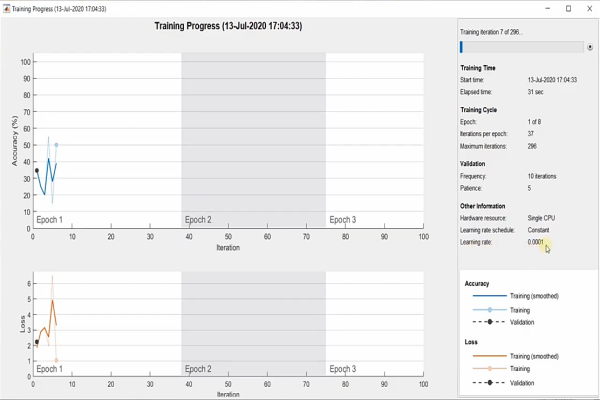 Training Progress (13-Jul-2020 17:04:33)
Training Progress (13-Jul-2020 17:04:33)
Accuracy (%)
100
90
80
70
60
50
40
30
20
10
0
Epoch 1
Epoch 2
Epoch 3
0 10 20 30 40 50 60 70 80 90 100
Iteration
Loss
6
5
4
3
2
1
0
Epoch 1
Epoch 2
Epoch 3
0 10 20 30 40 50 60 70 80 90 100
Iteration
Training iteration 7 of 296...
Training Time
Start time: 13-Jul-2020 17:04:33
Elapsed time: 31 sec
Training Cycle
Epoch: 1 of 8
Iterations per epoch: 37
Maximum iterations: 296
Validation
Frequency: 10 iterations
Patience: 5
Other Information
Hardware resource: Single CPU
Learning rate schedule: Constant
Learning rate: 0.0001
Accuracy
Training (smoothed)
Training
Validation
Loss
Training (smoothed)
Training
Validation